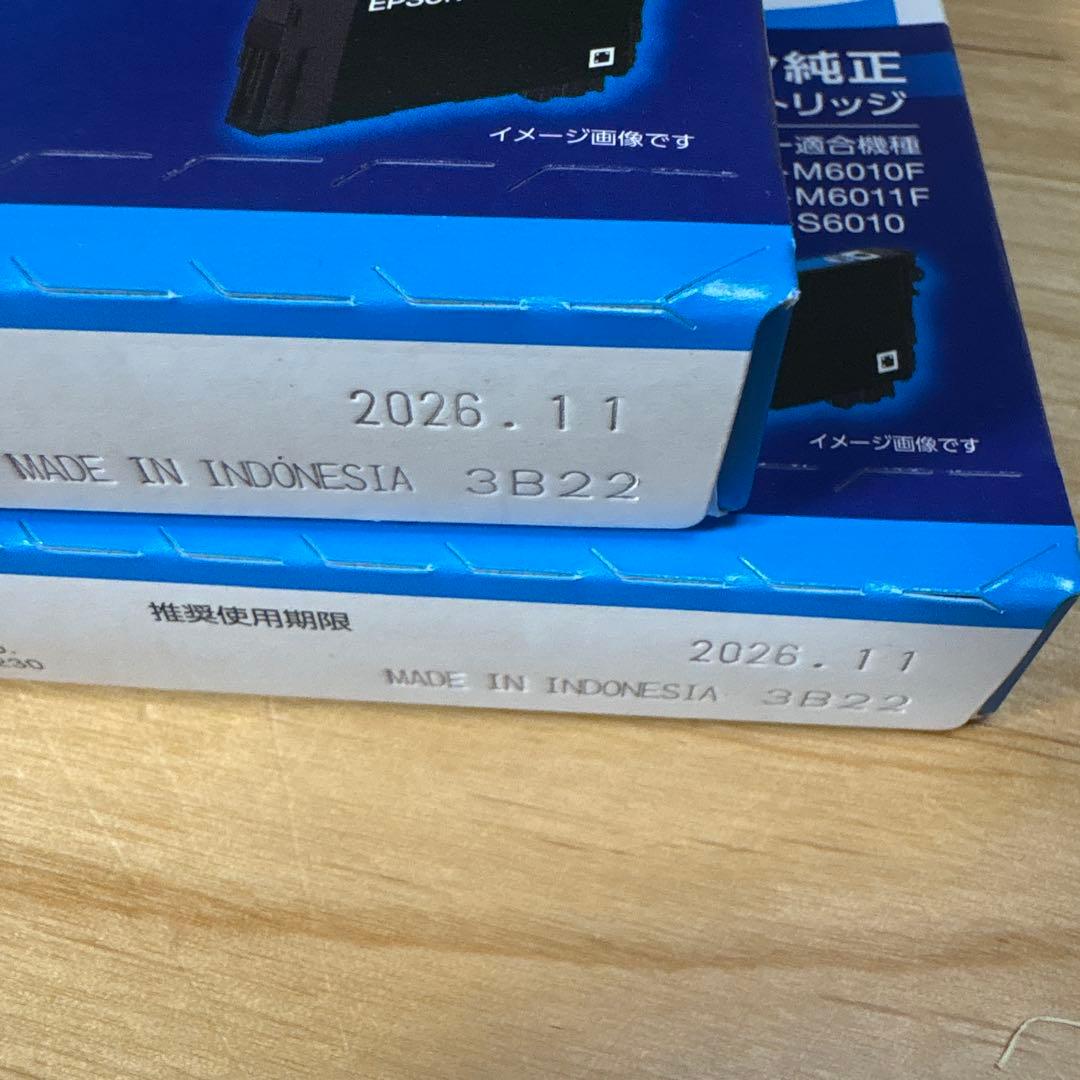 EPSON
イメージ画像です
2026.11
MADE IN INDONESIA 3B22
純正
トリッジ
適合機種
-M6010F
-M6011F
S6010
イメージ画像です
推奨使用期限
230
2026.11
MADE IN INDONESIA 3B22